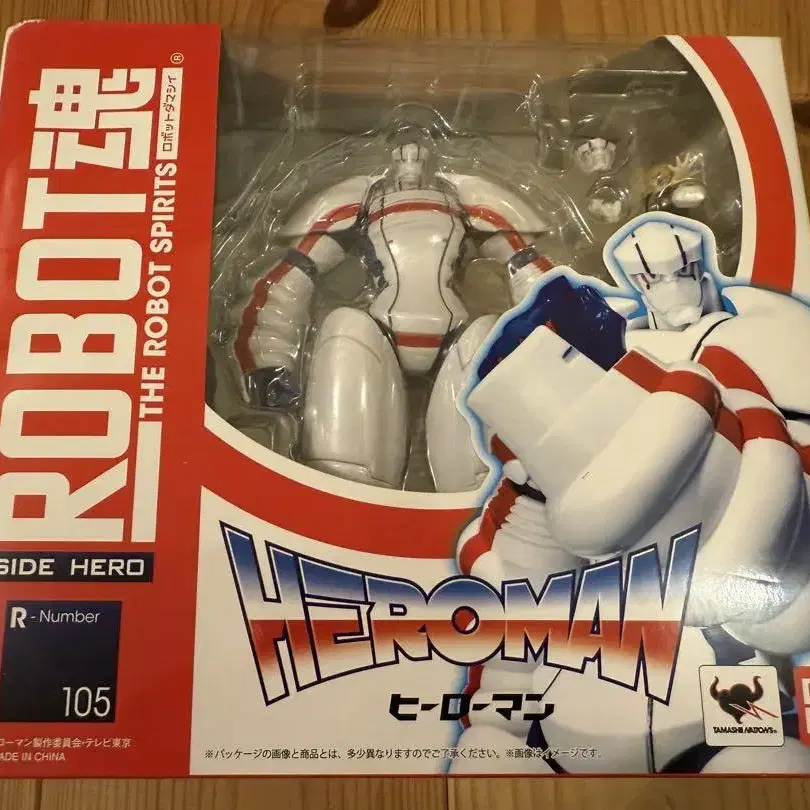 ROBOT魂®
THE ROBOT SPIRITS
ロボットダマシイ
SIDE HERO
R - Number
105
HEROMAN
ヒーローマン
TAMASHII NATIONS®
※パッケージの画像と商品とは、多少異なりますのでご了承ください。※画像はイメージです。
ローマン製作委員会・テレビ東京
MADE IN CHINA